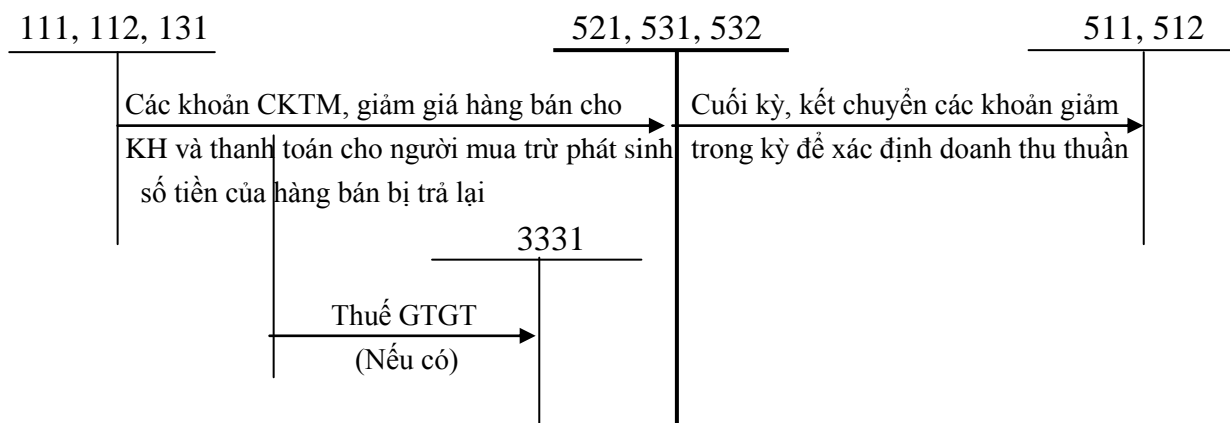 111, 112, 131
521, 531, 532
511, 512
Các khoản CKTM, giảm giá hàng bán cho
KH và thanh toán cho người mua trừ phát sinh
số tiền của hàng bán bị trả lại
Cuối kỳ, kết chuyển các khoản giảm
trong kỳ để xác định doanh thu thuần
3331
Thuế GTGT
(Nếu có)